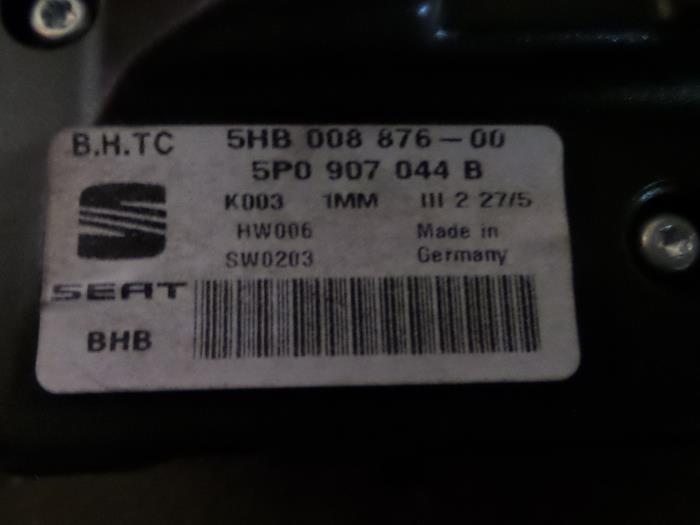 B.H.TC 5HB 008 876-00
5P0 907 044 B
K003 1MM III 2 27/5
HW006 Made in
SW0203 Germany
SEAT
BHB